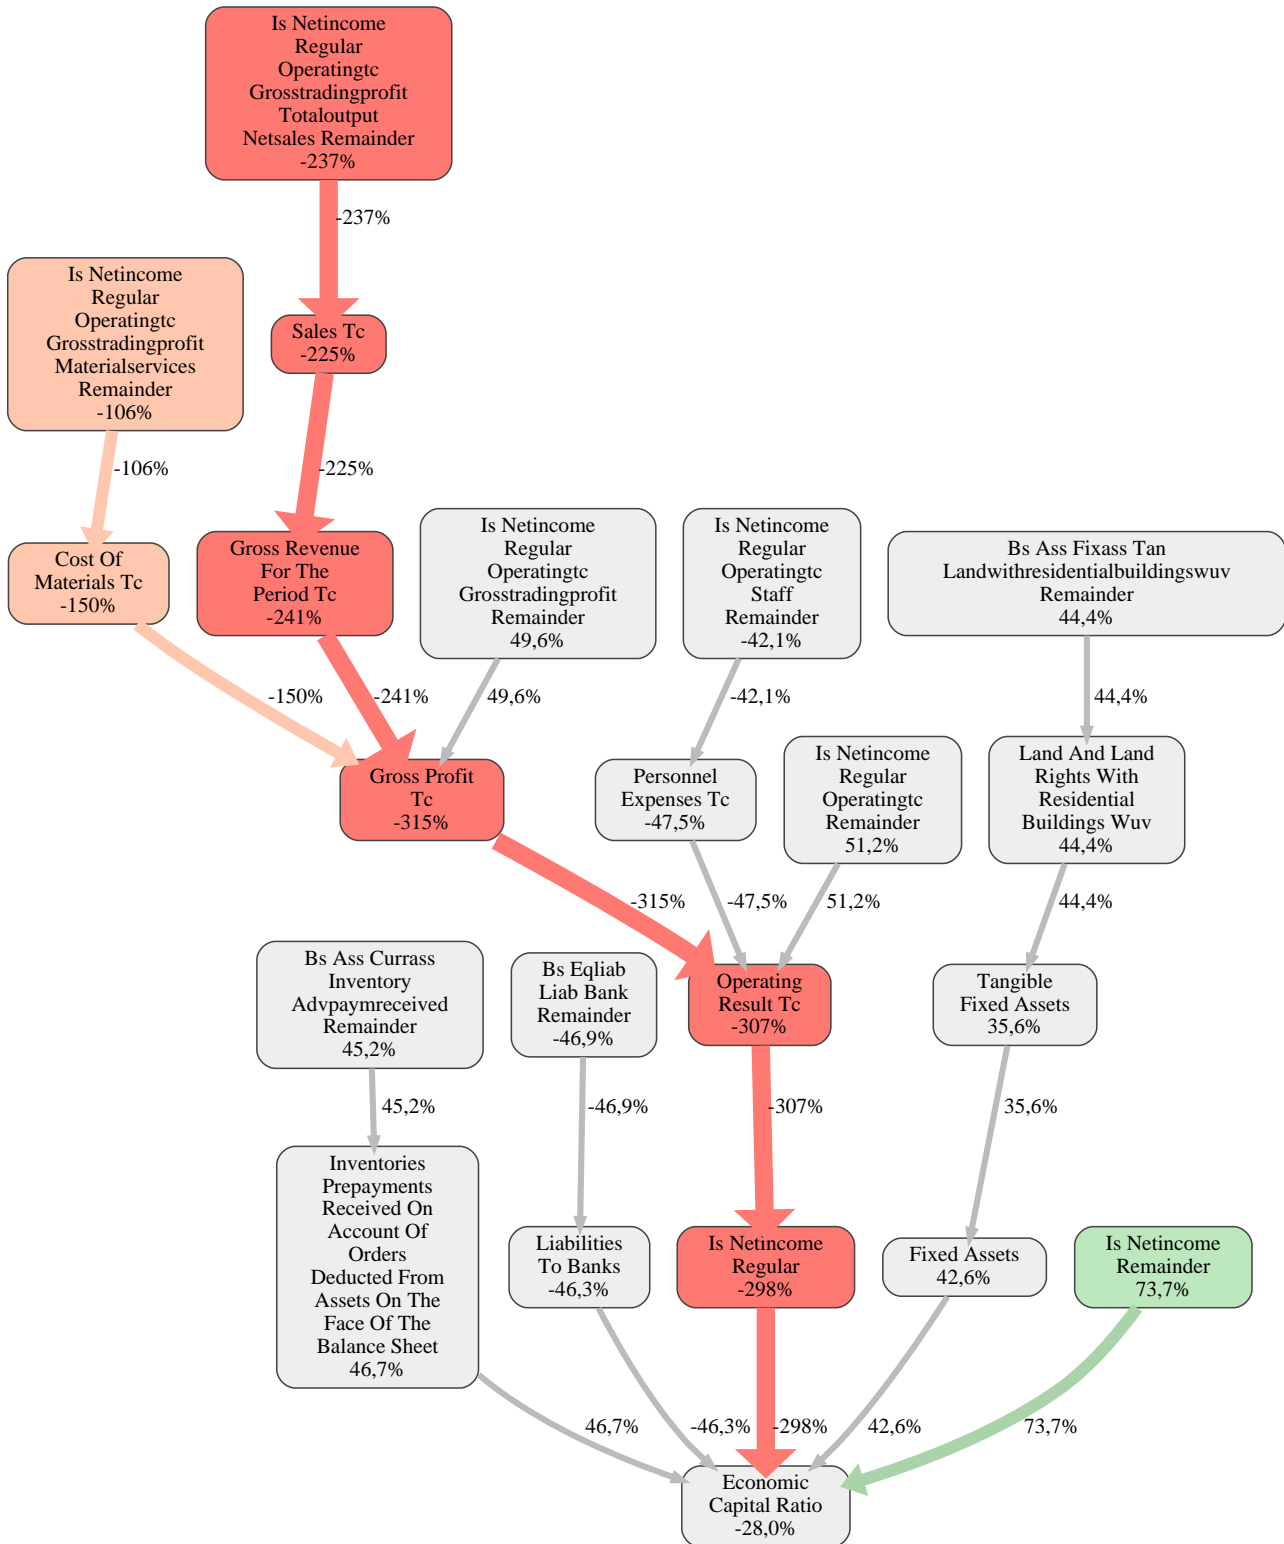 Is Netincome
Regular
Operatingtc
Grosstradingprofit
Totaloutput
Netsales Remainder
-237%
-237%
Is Netincome
Regular
Operatingtc
Grosstradingprofit
Materialservices
Remainder
-106%
Sales Tc
-225%
-106%
-225%
Cost Of
Materials Tc
-150%
Gross Revenue
For The
Period Tc
-241%
Is Netincome
Regular
Operatingtc
Grosstradingprofit
Remainder
49,6%
Is Netincome
Regular
Operatingtc
Staff
Remainder
-42,1%
Bs Ass Fixass Tan
Landwithresidentialbuildingswuv
Remainder
44,4%
-150%
-241%
49,6%
-42,1%
44,4%
Gross Profit
Tc
-315%
Personnel
Expenses Tc
-47,5%
Is Netincome
Regular
Operatingtc
Remainder
51,2%
Land And Land
Rights With
Residential
Buildings Wuv
44,4%
-315%
-47,5%
51,2%
44,4%
Bs Ass Currass
Inventory
Advpaymreceived
Remainder
45,2%
Bs Eqliab
Liab Bank
Remainder
-46,9%
Operating
Result Tc
-307%
Tangible
Fixed Assets
35,6%
45,2%
-46,9%
-307%
35,6%
Inventories
Prepayments
Received On
Account Of
Orders
Deducted From
Assets On The
Face Of The
Balance Sheet
46,7%
Liabilities
To Banks
-46,3%
Is Netincome
Regular
-298%
Fixed Assets
42,6%
Is Netincome
Remainder
73,7%
46,7%
-46,3%
-298%
42,6%
73,7%
Economic
Capital Ratio
-28,0%